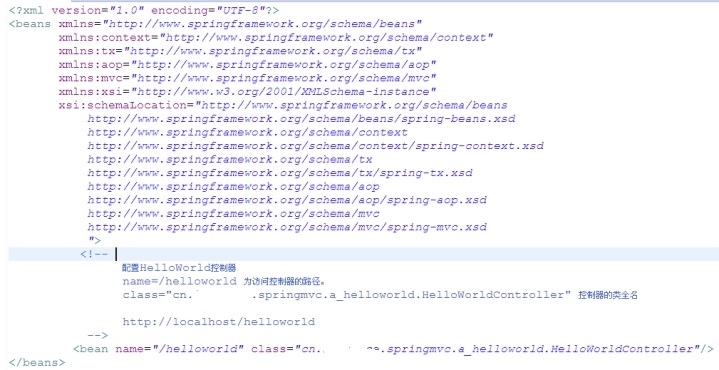 <?xml version="1.0" encoding="UTF-8"?>
<beans xmlns="http://www.springframework.org/schema/beans"
xmlns:context="http://www.springframework.org/schema/context"
xmlns:tx="http://www.springframework.org/schema/tx"
xmlns:aop="http://www.springframework.org/schema/aop"
xmlns:mvc="http://www.springframework.org/schema/mvc"
xmlns:xsi="http://www.w3.org/2001/XMLSchema-instance"
xsi:schemaLocation="http://www.springframework.org/schema/beans
http://www.springframework.org/schema/beans/spring-beans.xsd
http://www.springframework.org/schema/context
http://www.springframework.org/schema/context/spring-context.xsd
http://www.springframework.org/schema/tx
http://www.springframework.org/schema/tx/spring-tx.xsd
http://www.springframework.org/schema/aop
http://www.springframework.org/schema/aop/spring-aop.xsd
http://www.springframework.org/schema/mvc
http://www.springframework.org/schema/mvc/spring-mvc.xsd
">
<!--
配置HelloWorld控制器
name=/helloworld 为访问控制器的路径。
class="cn. .springmvc.a_helloworld.HelloWorldController" 控制器的类全名
http://localhost/helloworld
-->
<bean name="/helloworld" class="cn. .springmvc.a_helloworld.HelloWorldController"/>
</beans>